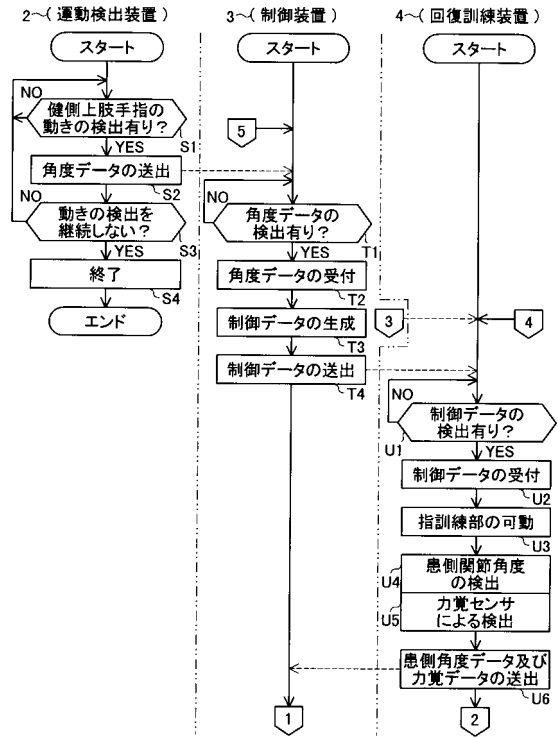 2～(運動検出装置)
スタート
NO
健側上肢手指の
動きの検出有り?
S1
YES
角度データの送出
S2
NO
動きの検出を
継続しない?
S3
YES
終了
S4
エンド
3～(制御装置)
スタート
5
NO
角度データの
検出有り?
T1
YES
角度データの受付
T2
制御データの生成
T3
制御データの送出
T4
1
4～(回復訓練装置)
スタート
3
4
NO
制御データの
検出有り?
U1
YES
制御データの受付
U2
指訓練部の可動
U3
U4
患側関節角度
の検出
U5
力覚センサ
による検出
患側角度データ及び
力覚データの送出
U6
2